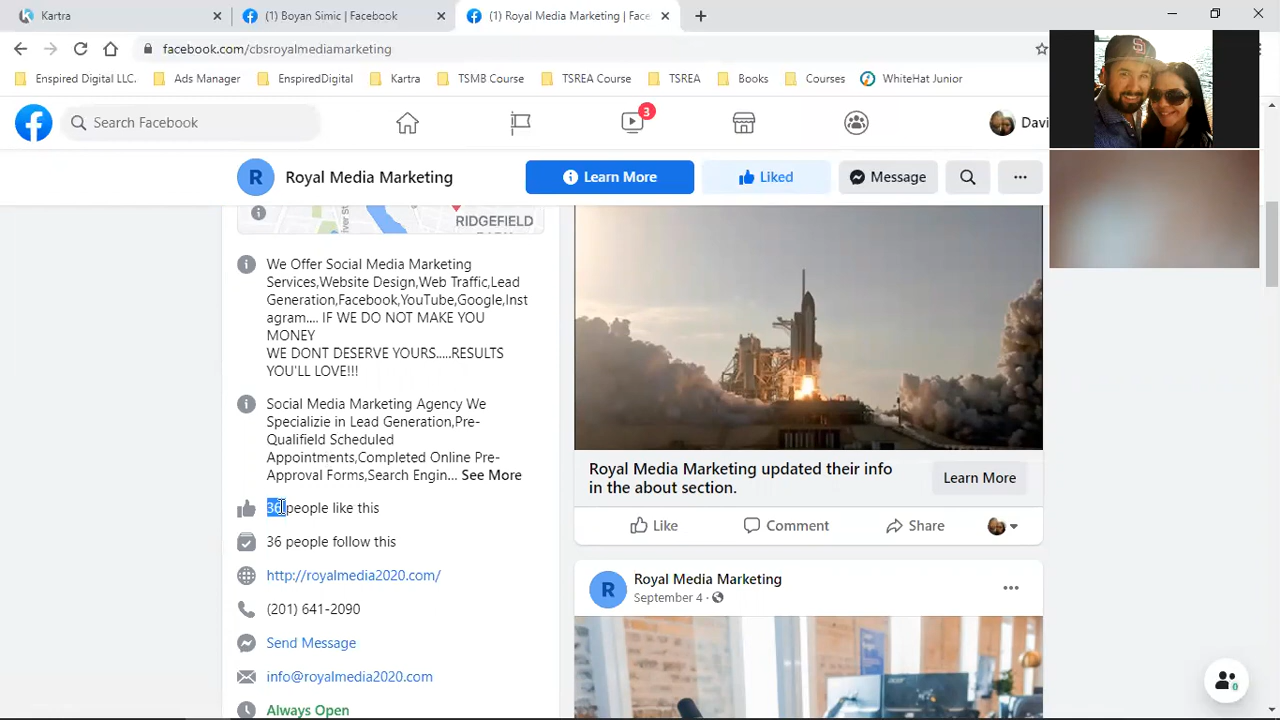 Kartra
(1) Boyan Simic | Facebook
(1) Royal Media Marketing | Face
facebook.com/cbsroyalmediamarketing
Enspired Digital LLC.
Ads Manager
EnspiredDigital
Kartra
TSMB Course
TSREA Course
TSREA
Books
Courses
WhiteHat Junior
Search Facebook
3
Davi
R
Royal Media Marketing
Learn More
Liked
Message
RIDGEFIELD
We Offer Social Media Marketing
Services,Website Design,Web Traffic,Lead
Generation,Facebook,YouTube,Google,Inst
agram.... IF WE DO NOT MAKE YOU
MONEY
WE DONT DESERVE YOURS.....RESULTS
YOU'LL LOVE!!!
Social Media Marketing Agency We
Specializie in Lead Generation,Pre-
Qualifield Scheduled
Appointments,Completed Online Pre-
Approval Forms,Search Engin... See More
36 people like this
36 people follow this
http://royalmedia2020.com/
(201) 641-2090
Send Message
info@royalmedia2020.com
Always Open
Royal Media Marketing updated their info
in the about section.
Learn More
Like
Comment
Share
R
Royal Media Marketing
September 4 ·
0